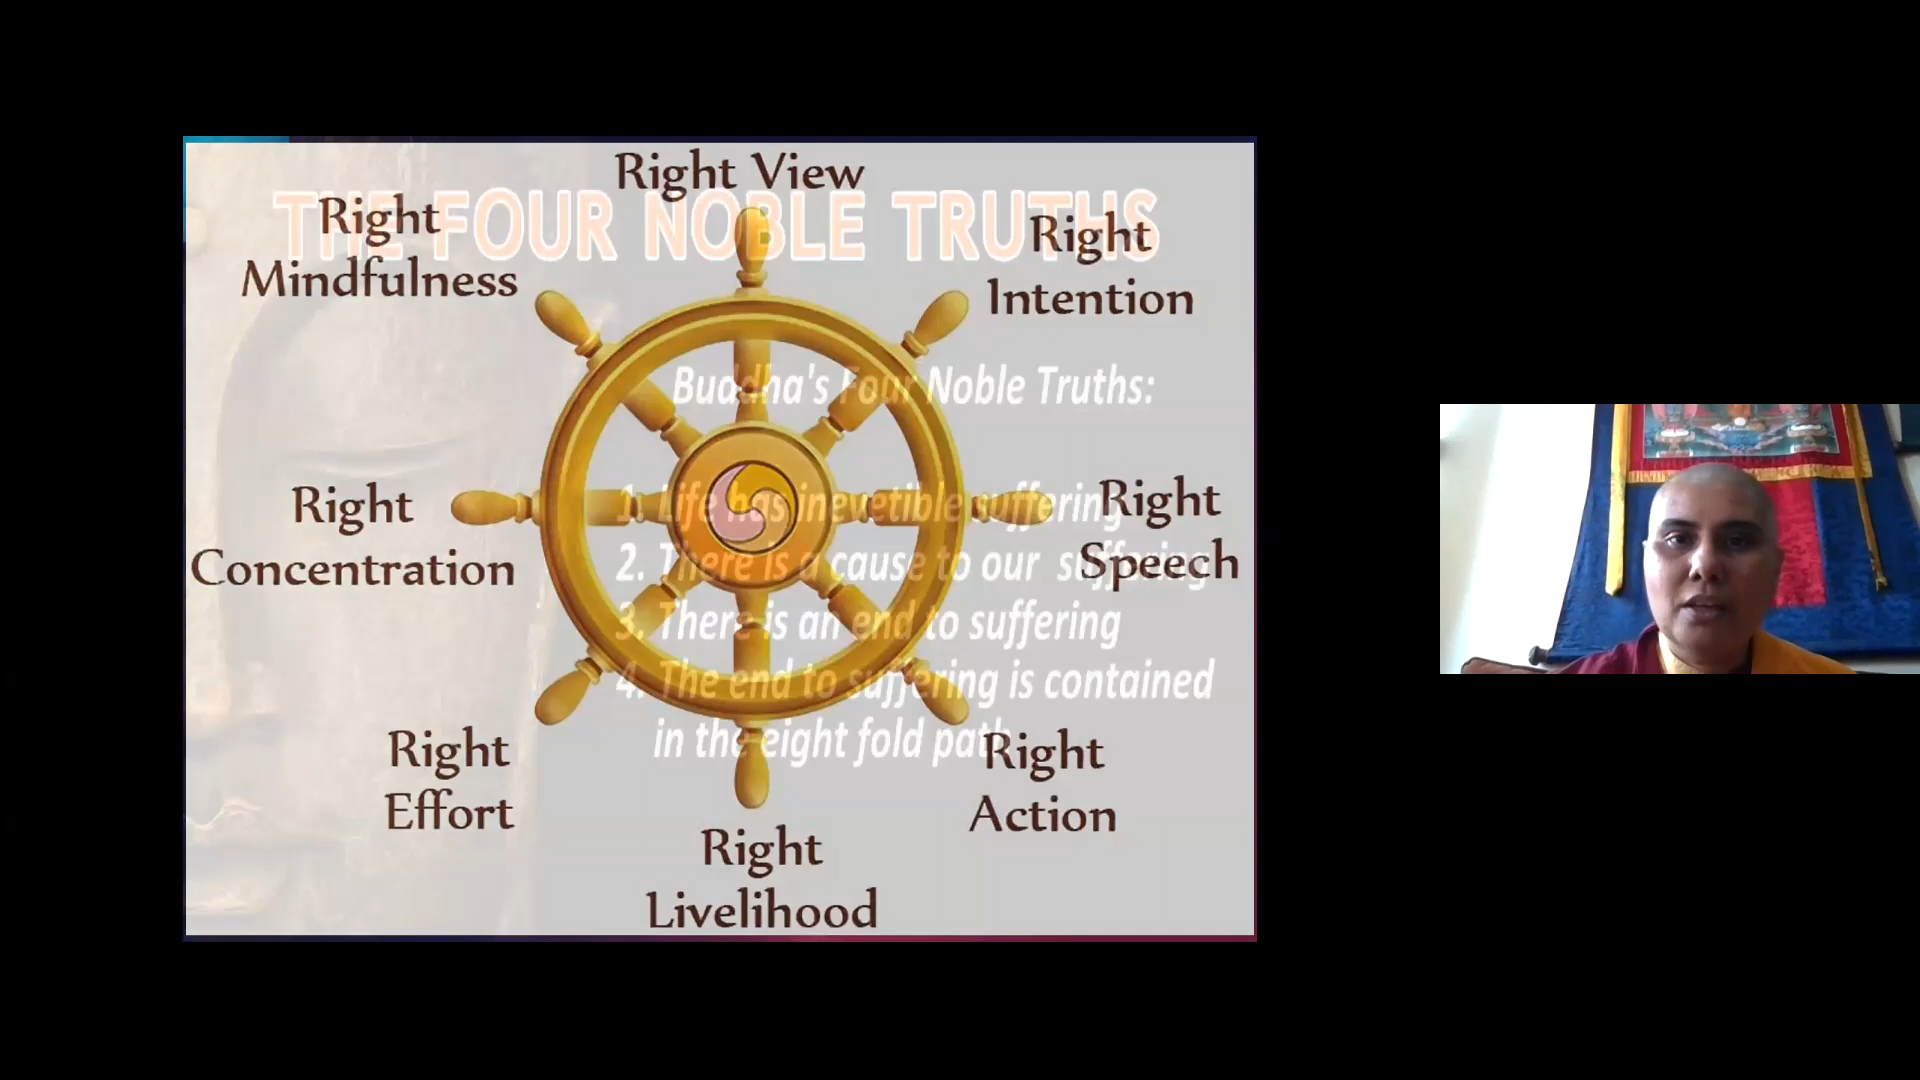 THE FOUR NOBLE TRUTHS
Buddha's Four Noble Truths:
1. Life has inevetible suffering
2. There is a cause to our suffering
3. There is an end to suffering
4. The end to suffering is contained
in the eight fold path
Right View
Right
Intention
Right
Speech
Right
Action
Right
Livelihood
Right
Effort
Right
Concentration
Right
Mindfulness